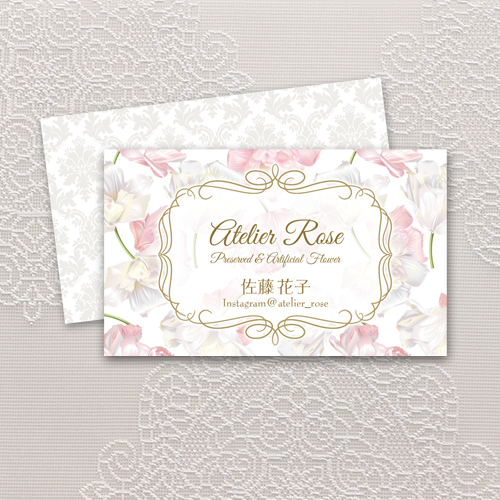 Atelier Rose
Preserved & Artificial Flower
佐藤 花子
Instagram@atelier_rose